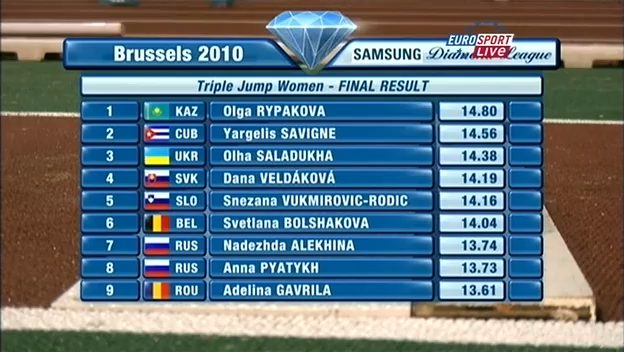 Brussels 2010
SAMSUNG Diamond League
EUROSPORT
LIVE
Triple Jump Women - FINAL RESULT
1 KAZ Olga RYPAKOVA 14.80
2 CUB Yargelis SAVIGNE 14.56
3 UKR Olha SALADUKHA 14.38
4 SVK Dana VELDÁKOVÁ 14.19
5 SLO Snezana VUKMIROVIC-RODIC 14.16
6 BEL Svetlana BOLSHAKOVA 14.04
7 RUS Nadezhda ALEKHINA 13.74
8 RUS Anna PYATYKH 13.73
9 ROU Adelina GAVRILA 13.61